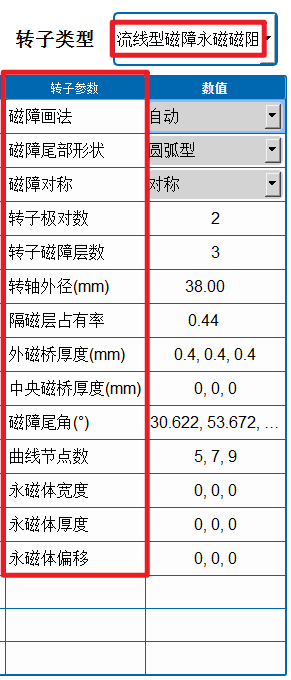 转子类型 流线型磁障永磁磁阻
转子参数 数值
磁障画法 自动
磁障尾部形状 圆弧型
磁障对称 对称
转子极对数 2
转子磁障层数 3
转轴外径(mm) 38.00
隔磁层占有率 0.44
外磁桥厚度(mm) 0.4, 0.4, 0.4
中央磁桥厚度(mm) 0, 0, 0
磁障尾角(°) 30.622, 53.672, ...
曲线节点数 5, 7, 9
永磁体宽度 0, 0, 0
永磁体厚度 0, 0, 0
永磁体偏移 0, 0, 0